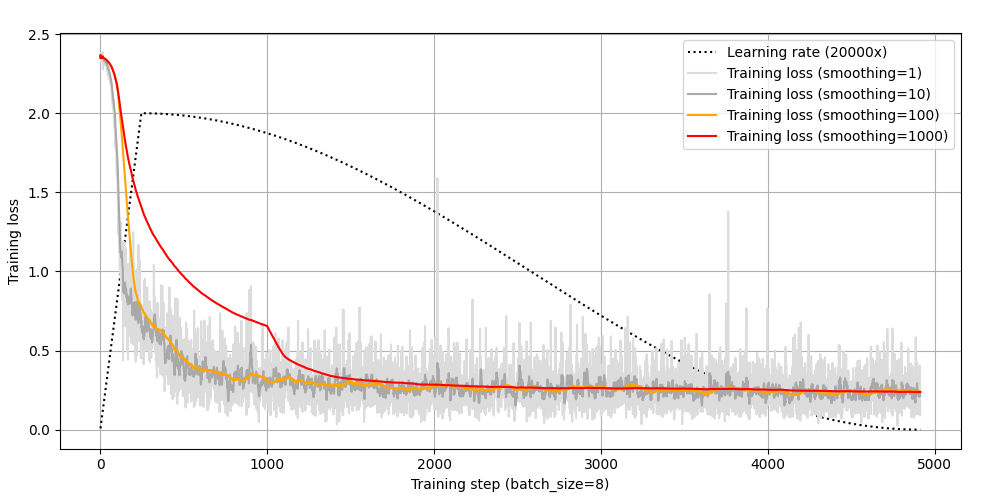 2.5
2.0
1.5
1.0
0.5
0.0
Training loss
Learning rate (20000x)
Training loss (smoothing=1)
Training loss (smoothing=10)
Training loss (smoothing=100)
Training loss (smoothing=1000)
0 1000 2000 3000 4000 5000
Training step (batch_size=8)